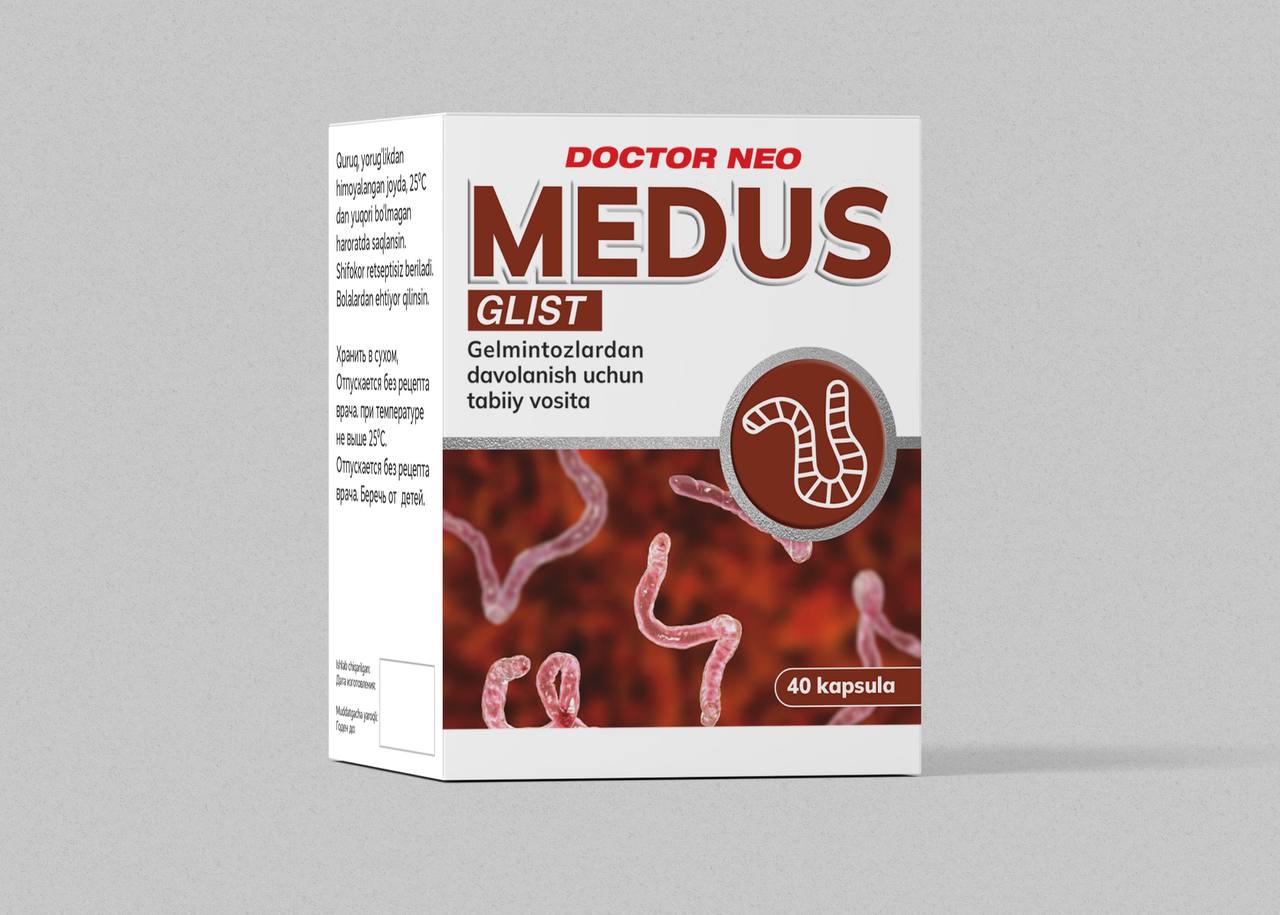 Quruq, yorug'likdan
himoyalangan joyda, 25°C
dan yuqori bo'lmagan
haroratda saqlansin.
Shifokor retseptisiz beriladi.
Bolalardan ehtiyor qilinsin.
Хранить в сухом,
Отпускается без рецепта
врача. при температуре
не выше 25°C.
Отпускается без рецепта
врача. Беречь от детей.
Ishlab chiqarilgan:
Дата изготовления:
Muddatgacha yaroqli:
Годен до:
DOCTOR NEO
MEDUS
GLIST
Gelmintozlardan
davolanish uchun
tabiiy vosita
40 kapsula